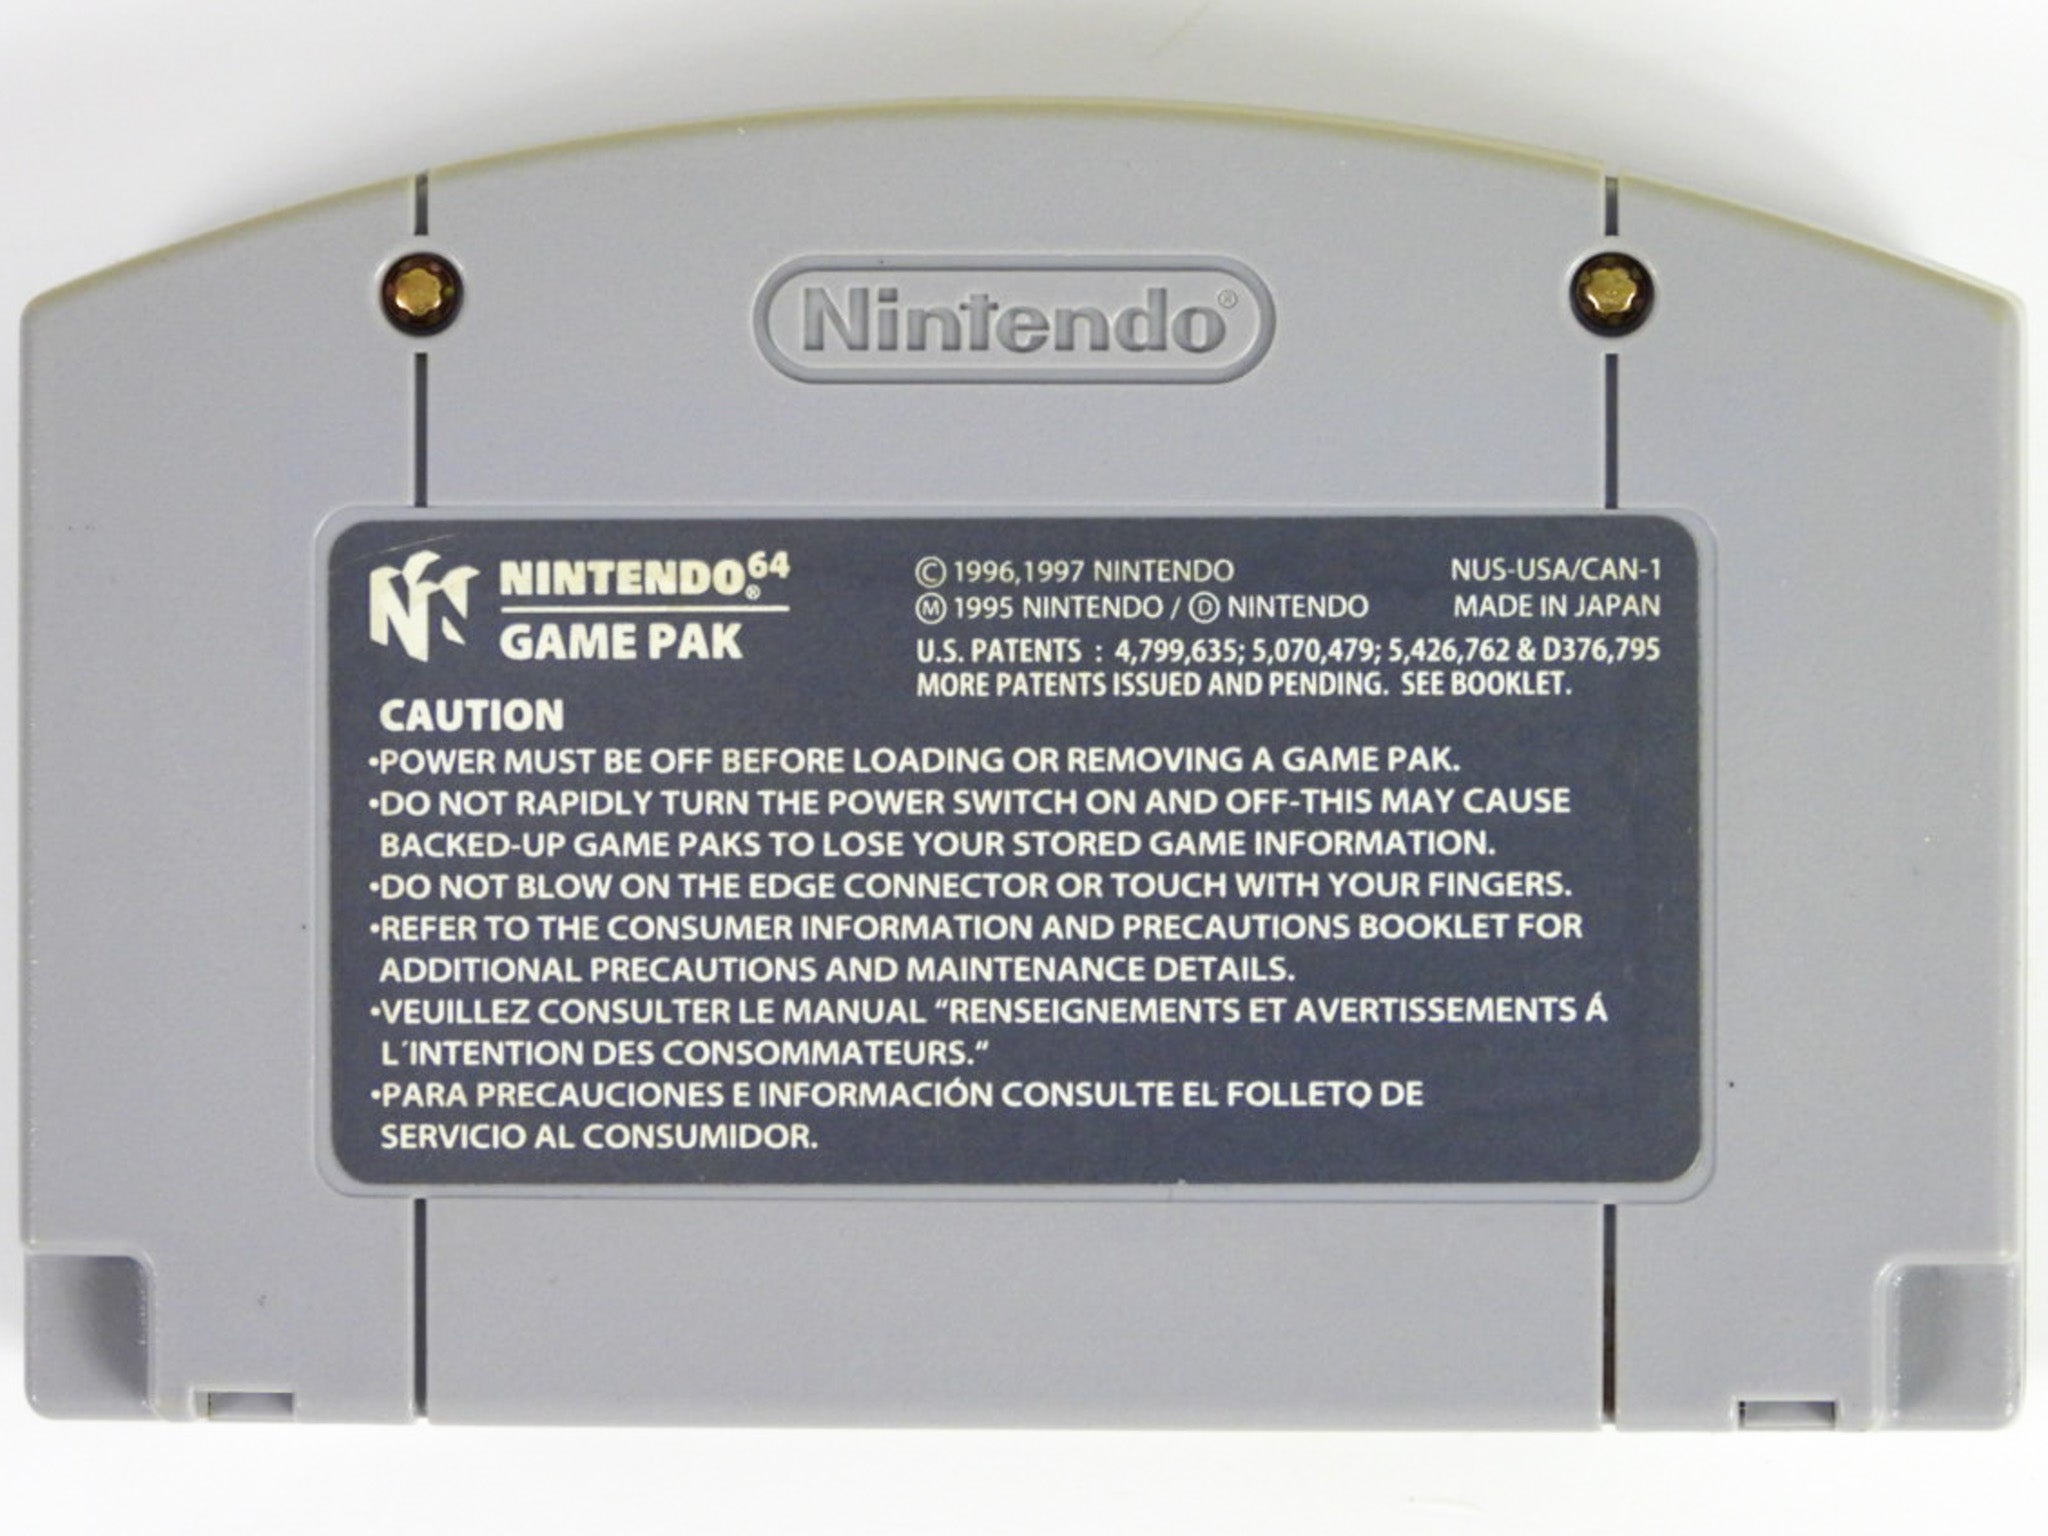 Nintendo®
NINTENDO®64
GAME PAK
© 1996,1997 NINTENDO
Ⓜ 1995 NINTENDO / Ⓓ NINTENDO
NUS-USA/CAN-1
MADE IN JAPAN
U.S. PATENTS : 4,799,635; 5,070,479; 5,426,762 & D376,795
MORE PATENTS ISSUED AND PENDING. SEE BOOKLET.
CAUTION
•POWER MUST BE OFF BEFORE LOADING OR REMOVING A GAME PAK.
•DO NOT RAPIDLY TURN THE POWER SWITCH ON AND OFF-THIS MAY CAUSE
BACKED-UP GAME PAKS TO LOSE YOUR STORED GAME INFORMATION.
•DO NOT BLOW ON THE EDGE CONNECTOR OR TOUCH WITH YOUR FINGERS.
•REFER TO THE CONSUMER INFORMATION AND PRECAUTIONS BOOKLET FOR
ADDITIONAL PRECAUTIONS AND MAINTENANCE DETAILS.
•VEUILLEZ CONSULTER LE MANUAL “RENSEIGNEMENTS ET AVERTISSEMENTS Á
L´INTENTION DES CONSOMMATEURS.“
•PARA PRECAUCIONES E INFORMACIÓN CONSULTE EL FOLLETO DE
SERVICIO AL CONSUMIDOR.